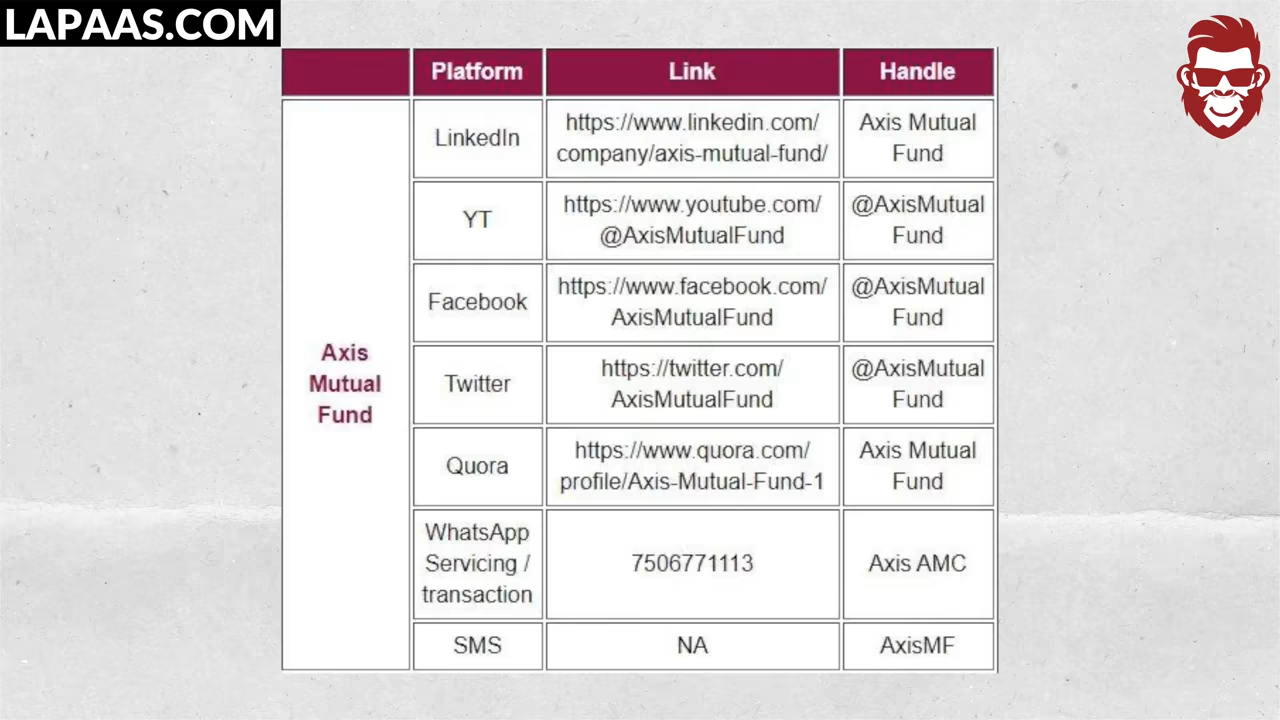 LAPAAS.COM
Platform
Link
Handle
Axis
Mutual
Fund
LinkedIn
https://www.linkedin.com/
company/axis-mutual-fund/
Axis Mutual
Fund
YT
https://www.youtube.com/
@AxisMutualFund
@AxisMutual
Fund
Facebook
https://www.facebook.com/
AxisMutualFund
@AxisMutual
Fund
Twitter
https://twitter.com/
AxisMutualFund
@AxisMutual
Fund
Quora
https://www.quora.com/
profile/Axis-Mutual-Fund-1
Axis Mutual
Fund
WhatsApp
Servicing /
transaction
7506771113
Axis AMC
SMS
NA
AxisMF